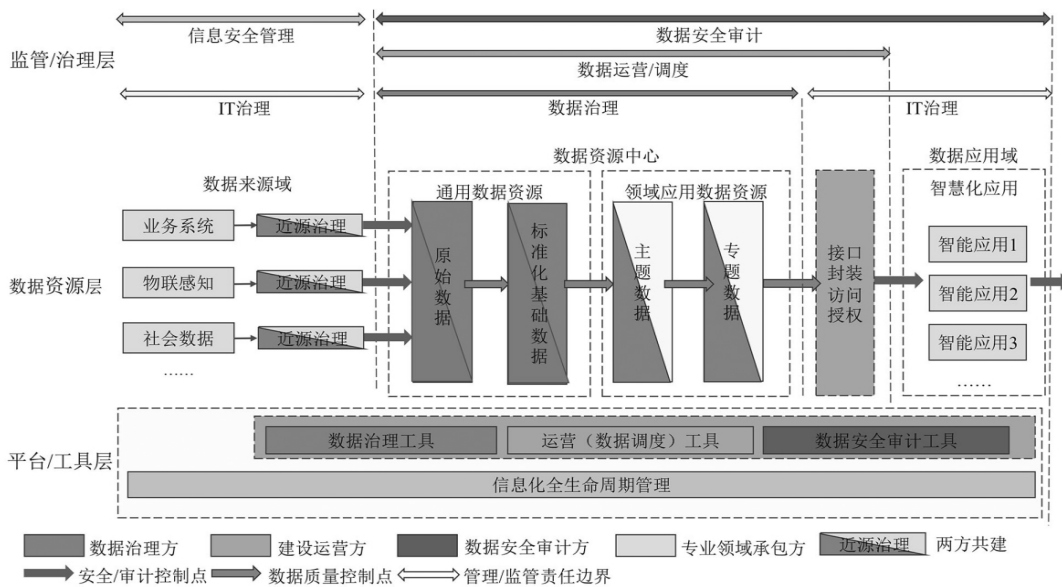 信息安全管理
数据安全审计
监管/治理层
数据运营/调度
IT治理
数据治理
IT治理
数据资源中心
数据应用域
数据来源域
通用数据资源
领域应用数据资源
智慧化应用
业务系统
近源治理
物联感知
近源治理
社会数据
近源治理
……
数据资源层
原始数据
标准化基础数据
主题数据
专题数据
接口
封装
访问
授权
智能应用1
智能应用2
智能应用3
……
平台/工具层
数据治理工具
运营（数据调度）工具
数据安全审计工具
信息化全生命周期管理
数据治理方
建设运营方
数据安全审计方
专业领域承包方
近源治理
两方共建
安全/审计控制点
数据质量控制点
管理/监管责任边界